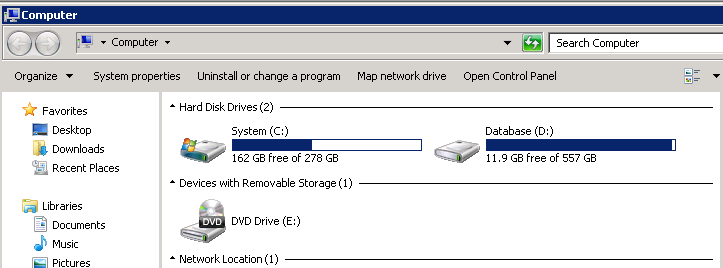 Computer
Computer
Search Computer
Organize System properties Uninstall or change a program Map network drive Open Control Panel
Favorites
Desktop
Downloads
Recent Places
Libraries
Documents
Music
Pictures
Hard Disk Drives (2)
System (C:)
162 GB free of 278 GB
Database (D:)
11.9 GB free of 557 GB
Devices with Removable Storage (1)
DVD
DVD Drive (E:)
Network Location (1)